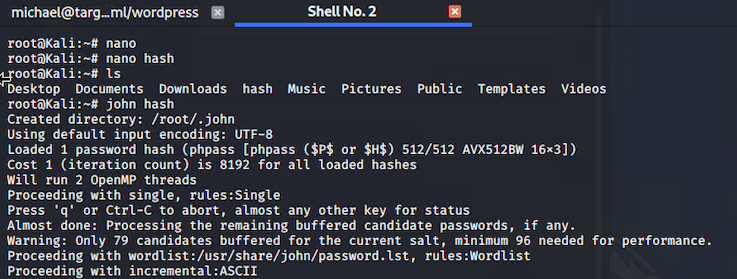 michael@targ...ml/wordpress
Shell No. 2
root@Kali:~# nano
root@Kali:~# nano hash
root@Kali:~# ls
Desktop  Documents  Downloads  hash  Music  Pictures  Public  Templates  Videos
root@Kali:~# john hash
Created directory: /root/.john
Using default input encoding: UTF-8
Loaded 1 password hash (phpass [phpass ($P$ or $H$) 512/512 AVX512BW 16×3])
Cost 1 (iteration count) is 8192 for all loaded hashes
Will run 2 OpenMP threads
Proceeding with single, rules:Single
Press 'q' or Ctrl-C to abort, almost any other key for status
Almost done: Processing the remaining buffered candidate passwords, if any.
Warning: Only 79 candidates buffered for the current salt, minimum 96 needed for performance.
Proceeding with wordlist:/usr/share/john/password.lst, rules:Wordlist
Proceeding with incremental:ASCII